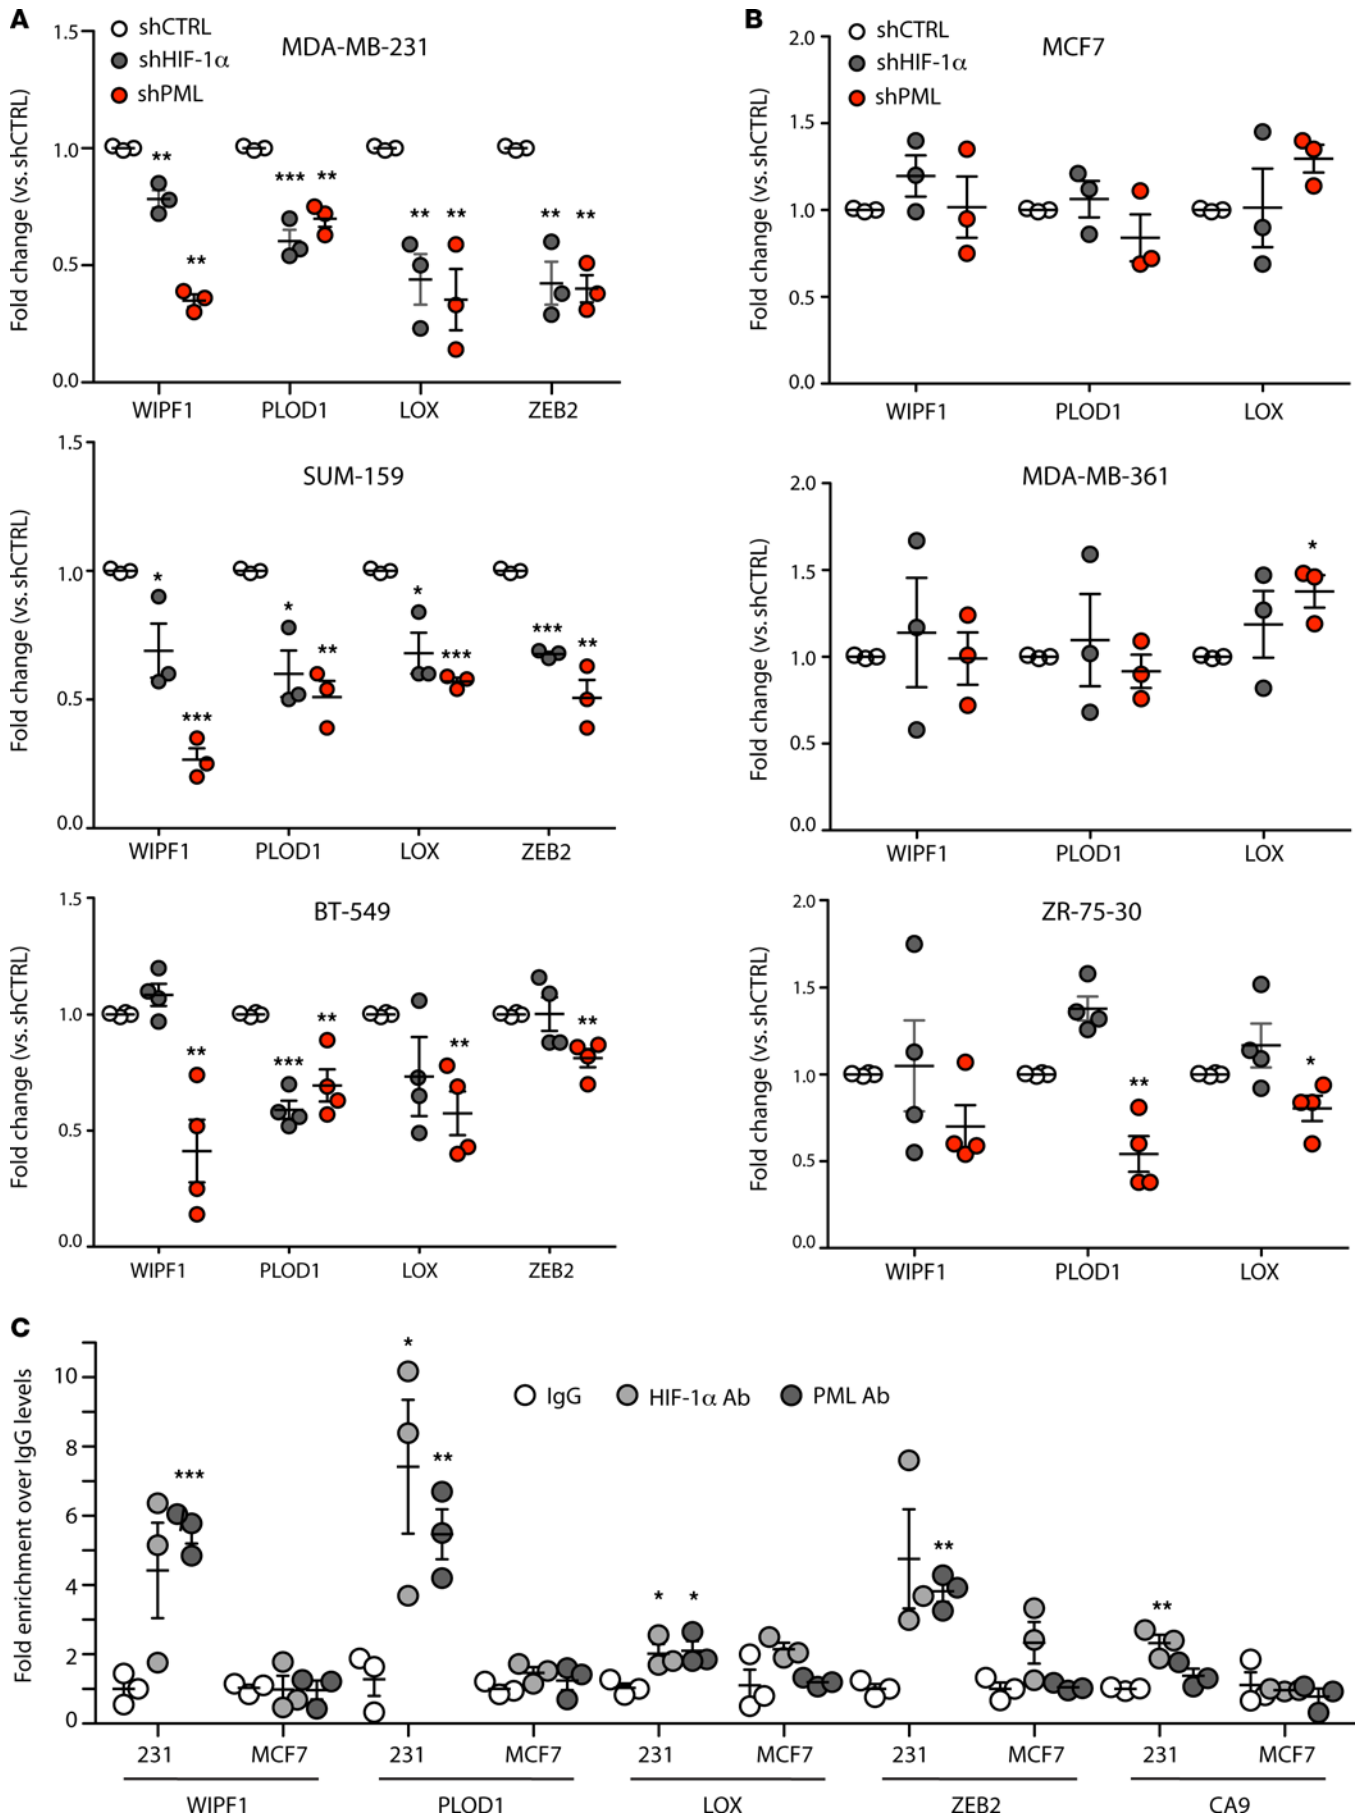 A
shCTRL
shHIF-1α
shPML
MDA-MB-231
Fold change (vs. shCTRL)
1.5
1.0
0.5
0.0
** ** *** ** ** ** ** **
WIPF1 PLOD1 LOX ZEB2
SUM-159
Fold change (vs. shCTRL)
1.5
1.0
0.5
0.0
* *** * ** * *** *** **
WIPF1 PLOD1 LOX ZEB2
BT-549
Fold change (vs. shCTRL)
1.5
1.0
0.5
0.0
** *** ** ** **
WIPF1 PLOD1 LOX ZEB2
B
shCTRL
shHIF-1α
shPML
MCF7
Fold change (vs. shCTRL)
2.0
1.5
1.0
0.5
0.0
WIPF1 PLOD1 LOX
MDA-MB-361
Fold change (vs. shCTRL)
2.0
1.5
1.0
0.5
0.0
*
WIPF1 PLOD1 LOX
ZR-75-30
Fold change (vs. shCTRL)
2.0
1.5
1.0
0.5
0.0
** *
WIPF1 PLOD1 LOX
C
IgG HIF-1α Ab PML Ab
Fold enrichment over IgG levels
10
8
6
4
2
0
*** * ** * * ** **
231 MCF7 231 MCF7 231 MCF7 231 MCF7 231 MCF7
WIPF1 PLOD1 LOX ZEB2 CA9